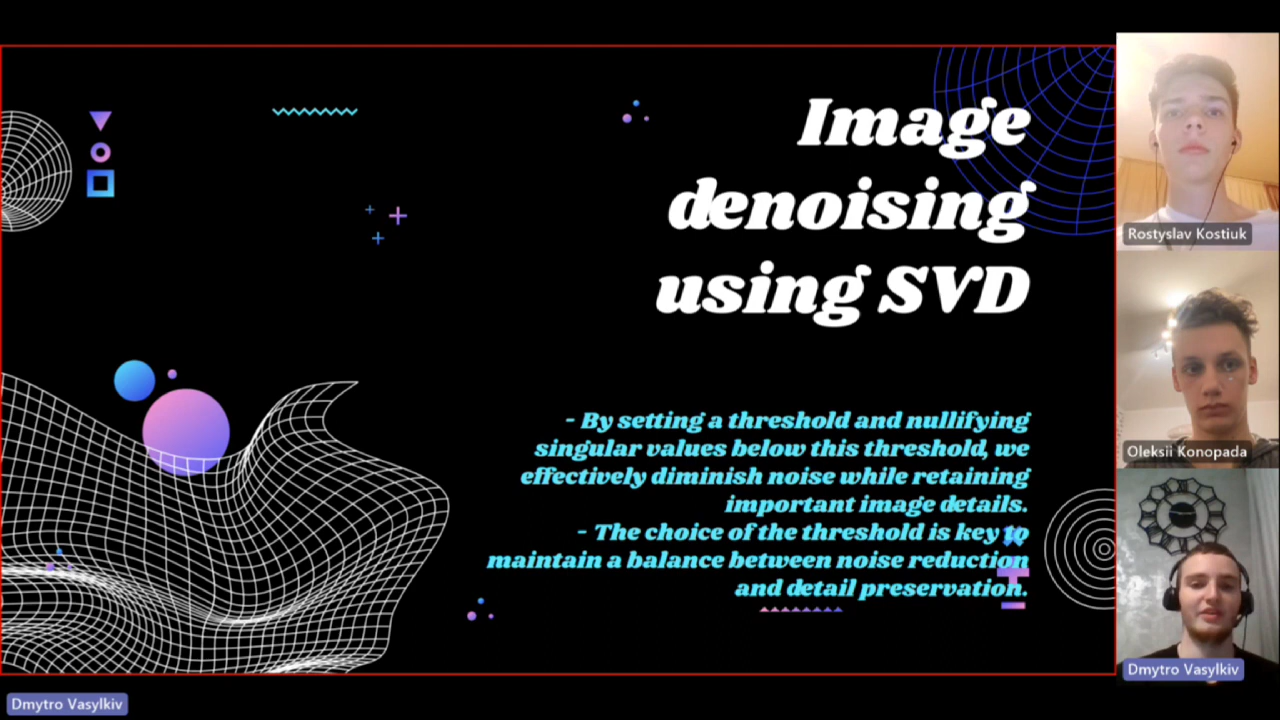 Image
denoising
using SVD
- By setting a threshold and nullifying
singular values below this threshold, we
effectively diminish noise while retaining
important image details.
- The choice of the threshold is key to
maintain a balance between noise reduction
and detail preservation.
Rostyslav Kostiuk
Oleksii Konopada
Dmytro Vasylkiv
Dmytro Vasylkiv